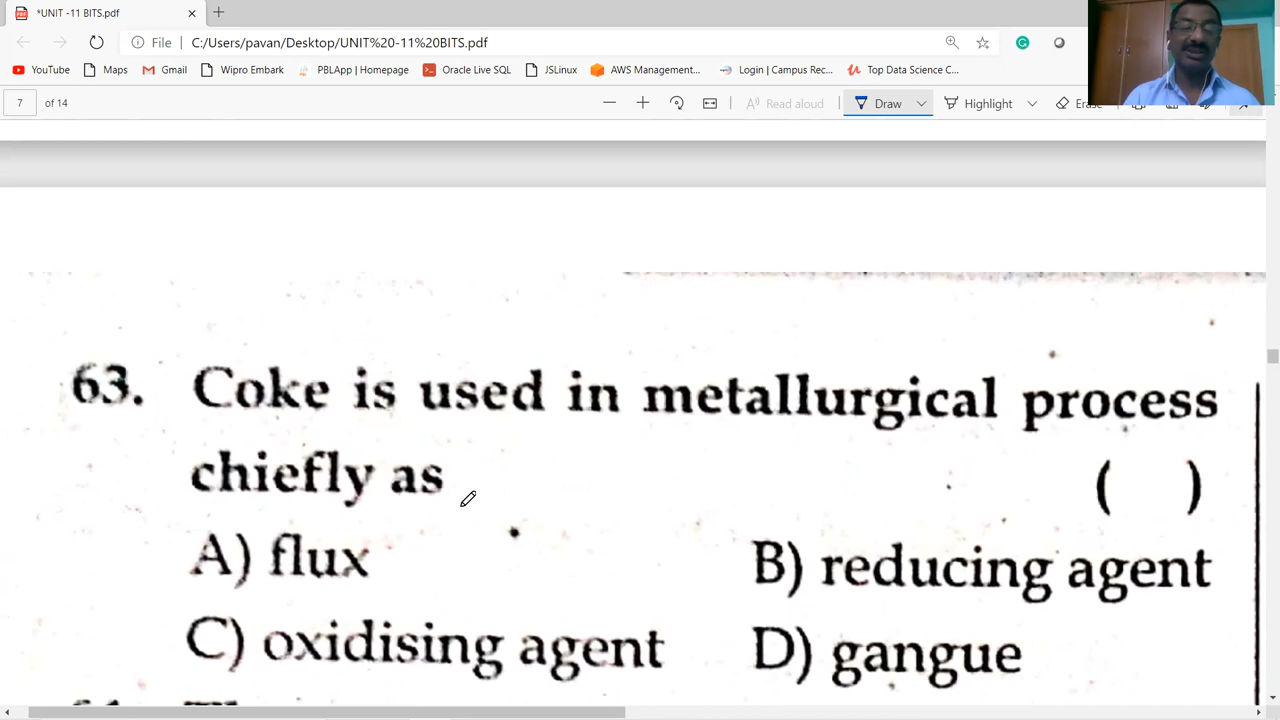 *UNIT -11 BITS.pdf
File C:/Users/pavan/Desktop/UNIT%20-11%20BITS.pdf
YouTube Maps Gmail Wipro Embark PBLApp | Homepage Oracle Live SQL JSLinux AWS Management... Login | Campus Rec... Top Data Science C...
7 of 14 Read aloud Draw Highlight
63. Coke is used in metallurgical process
chiefly as ( )
A) flux B) reducing agent
C) oxidising agent D) gangue